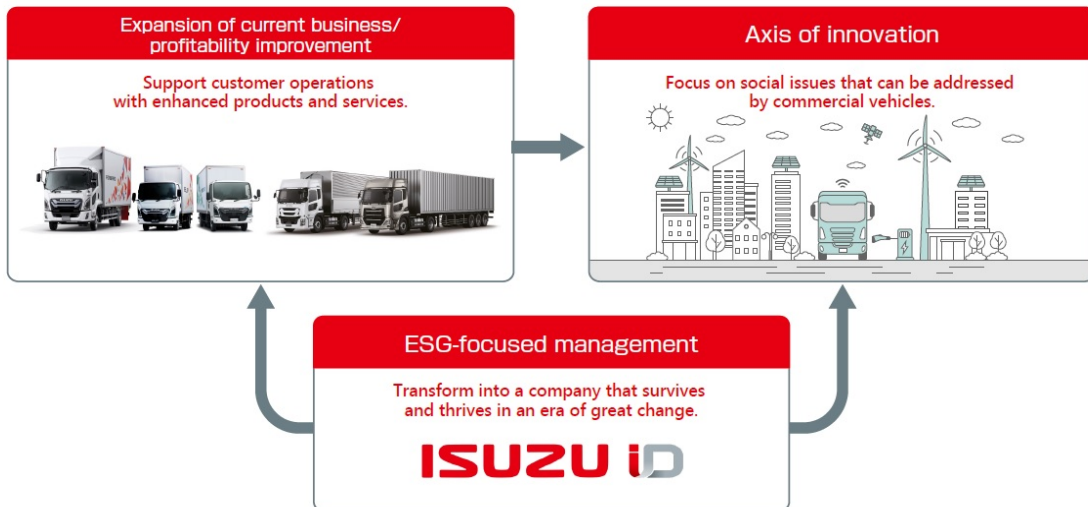 Expansion of current business/
profitability improvement
Support customer operations
with enhanced products and services.
Axis of innovation
Focus on social issues that can be addressed
by commercial vehicles.
ESG-focused management
Transform into a company that survives
and thrives in an era of great change.
ISUZU iD